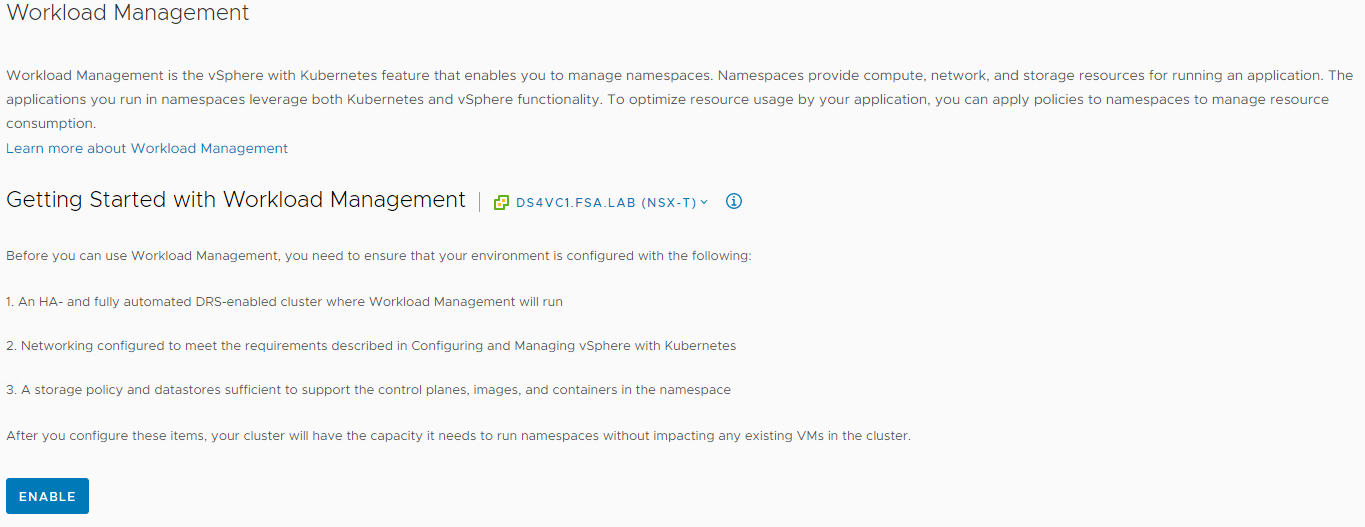 Workload Management
Workload Management is the vSphere with Kubernetes feature that enables you to manage namespaces. Namespaces provide compute, network, and storage resources for running an application. The
applications you run in namespaces leverage both Kubernetes and vSphere functionality. To optimize resource usage by your application, you can apply policies to namespaces to manage resource
consumption.
Learn more about Workload Management
Getting Started with Workload Management DS4VC1.FSA.LAB (NSX-T)
Before you can use Workload Management, you need to ensure that your environment is configured with the following:
1. An HA- and fully automated DRS-enabled cluster where Workload Management will run
2. Networking configured to meet the requirements described in Configuring and Managing vSphere with Kubernetes
3. A storage policy and datastores sufficient to support the control planes, images, and containers in the namespace
After you configure these items, your cluster will have the capacity it needs to run namespaces without impacting any existing VMs in the cluster.
ENABLE